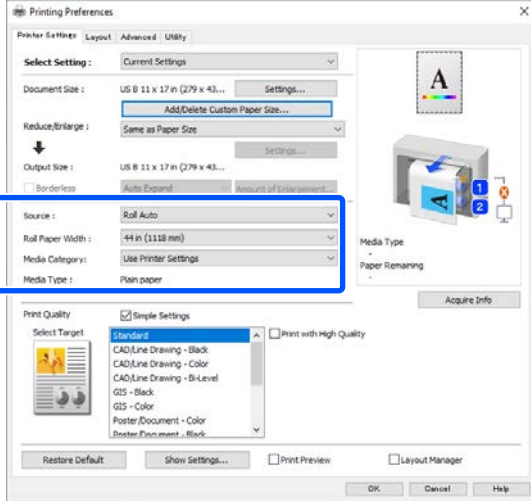 Printing Preferences
Printer Settings Layout Advanced Utility
Select Setting : Current Settings
Document Size : US B 11 x 17 in (279 x 43... Settings...
Add/Delete Custom Paper Size...
Reduce/Enlarge : Same as Paper Size
Settings...
Output Size : US B 11 x 17 in (279 x 43...
Borderless Auto Expand Amount of Enlargement...
Source : Roll Auto
Roll Paper Width : 44 in (1118 mm)
Media Category: Use Printer Settings
Media Type : Plain paper
A
A
1
2
Media Type
-
Paper Remaining
-
Acquire Info
Print Quality Simple Settings
Select Target
Standard
CAD/Line Drawing - Black
CAD/Line Drawing - Color
CAD/Line Drawing - Bi-Level
GIS - Black
GIS - Color
Poster/Document - Color
Poster/Document - Black
Print with High Quality
Restore Default Show Settings... Print Preview Layout Manager
OK Cancel Help